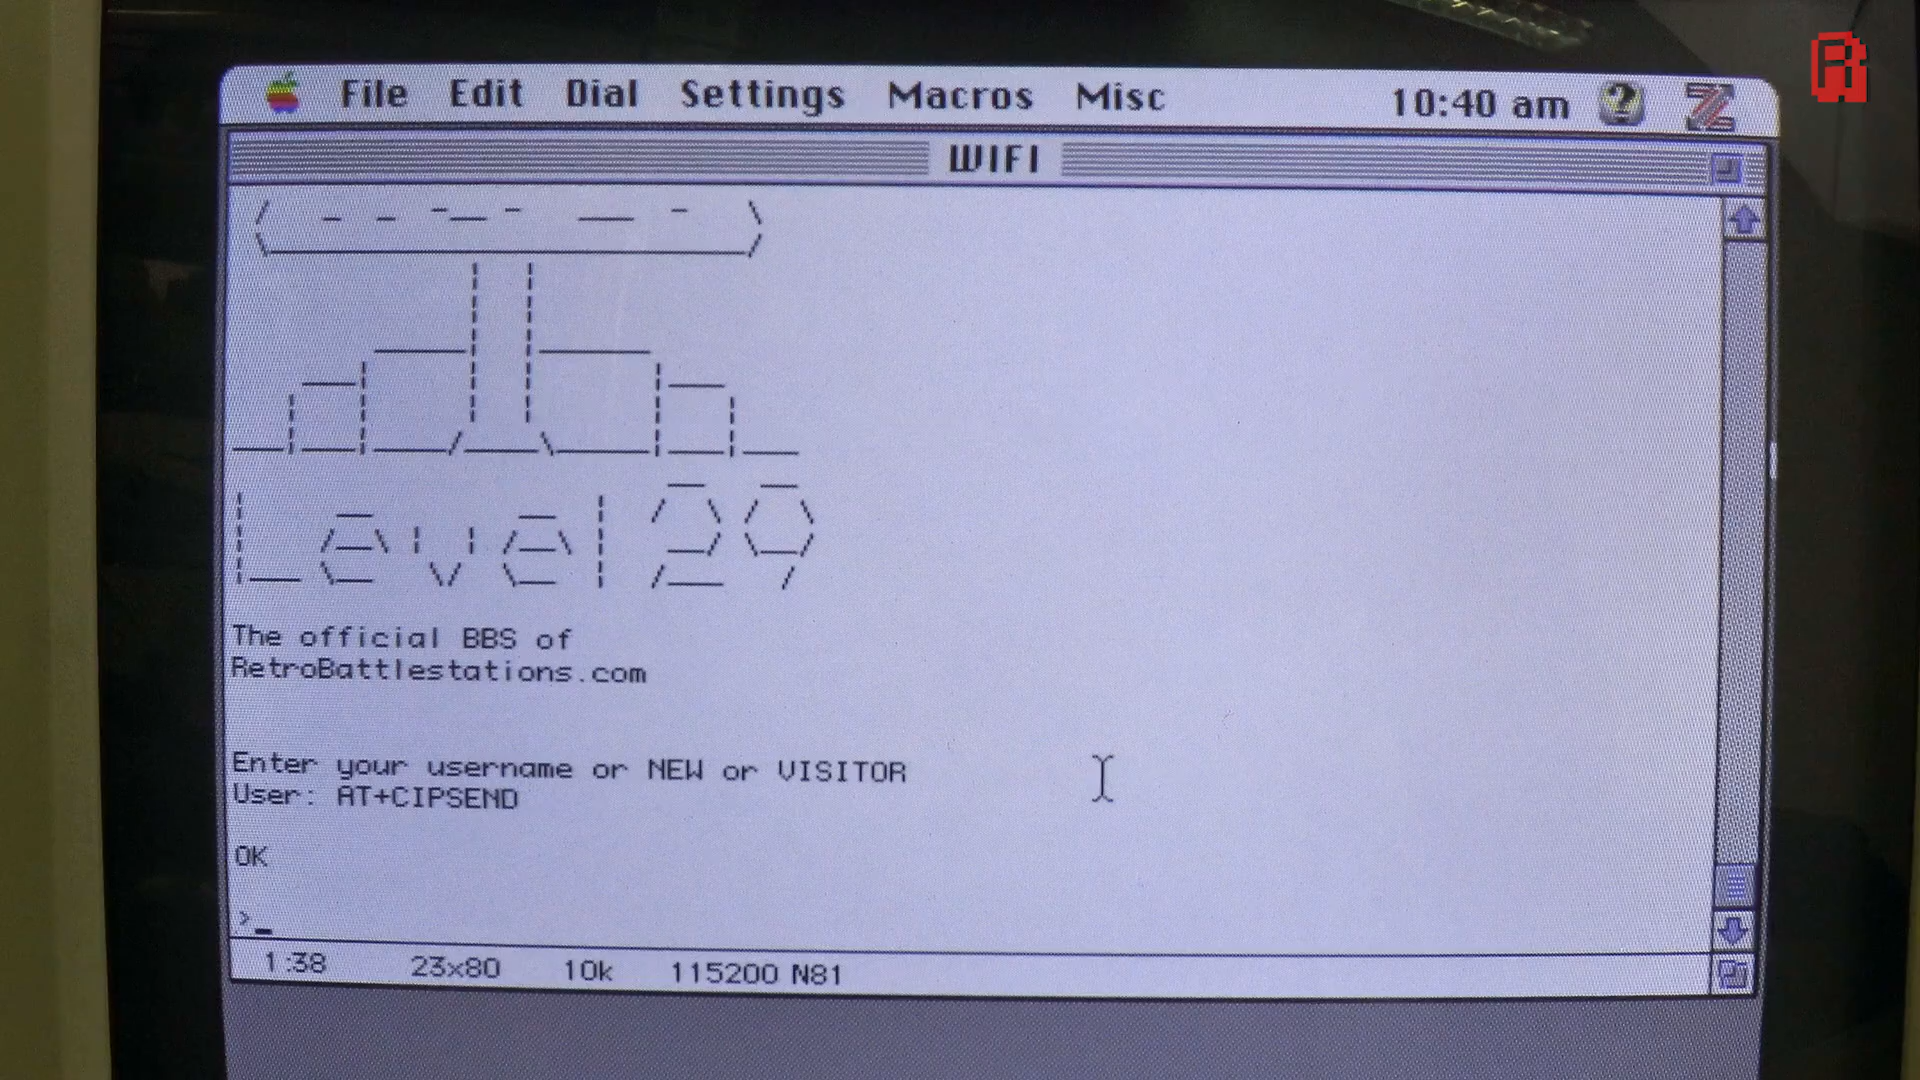 File Edit Dial Settings Macros Misc 10:40 am
WIFI
Level 29
The official BBS of
RetroBattlestations.com
Enter your username or NEW or VISITOR
User: AT+CIPSEND
OK
>_
1:38 23x80 10k 115200 N81